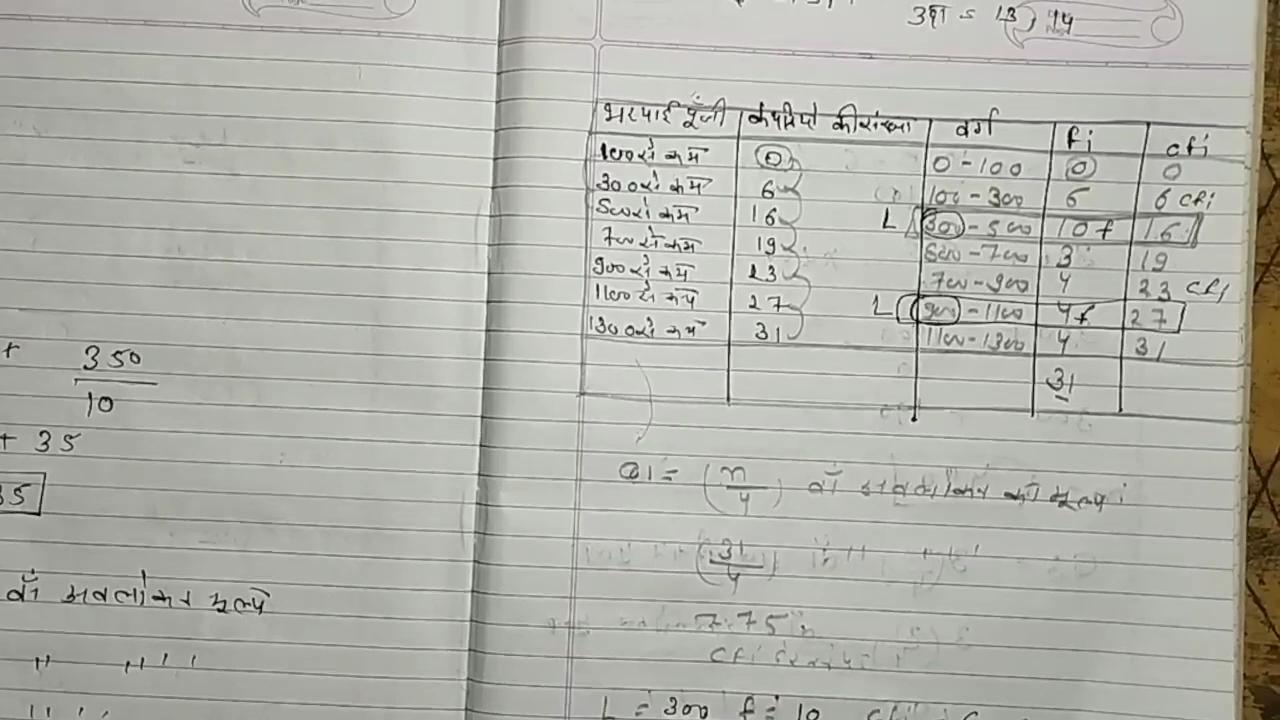 उदा = 13, 14
भरपाई पूँजी कंपनियो की संख्या वर्ग fi cfi
100 से कम 0 0-100 0 0
300 से कम 6 100-300 6 6 cfi
500 से कम 16 L 300-500 10 f 16
700 से कम 19 500-700 3 19
900 से कम 23 700-900 4 23 cfi
1100 से कम 27 L 900-1100 4f 27
1300 से कम 31 1100-1300 4 31
31
+ 350
10
+ 35
35
वाँ अवलोकन मूल्य
Q1 = (n/4) वाँ अवलोकन का मूल्य
(31/4) " "
7.75
L = 300 f = 10